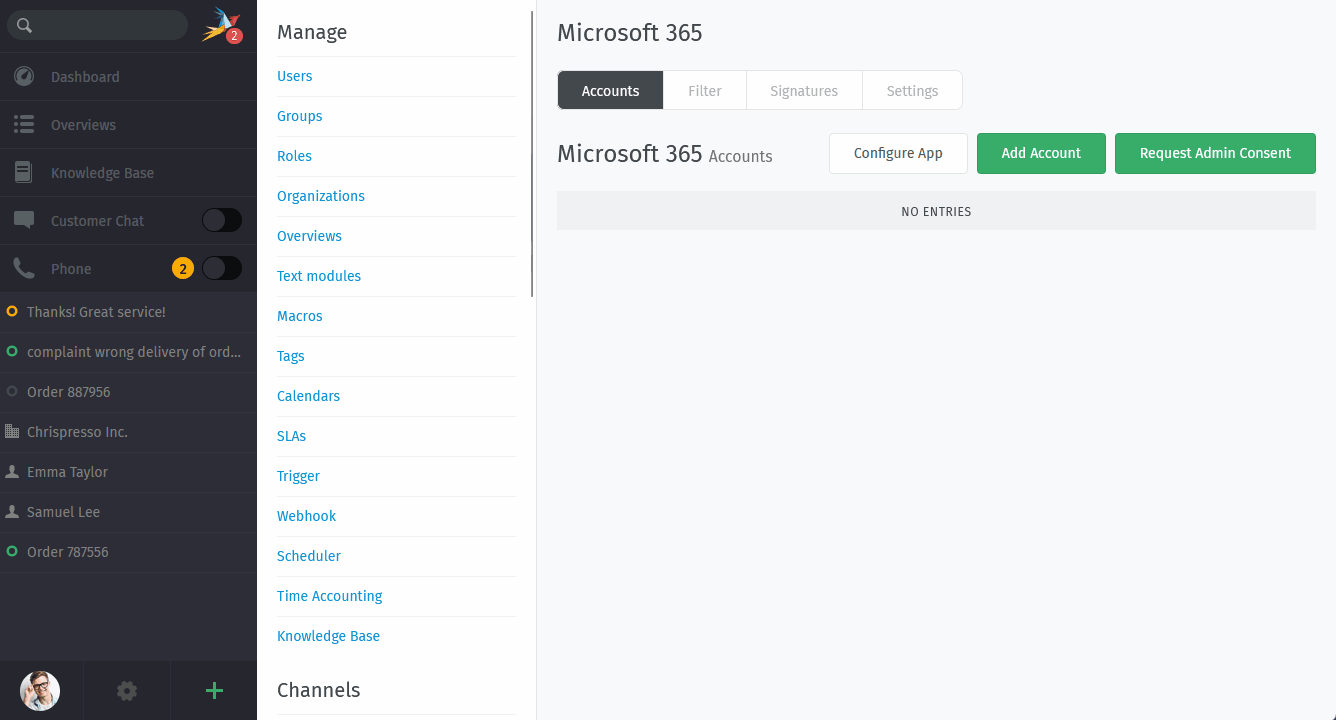 2
Dashboard
Overviews
Knowledge Base
Customer Chat
Phone 2
Thanks! Great service!
complaint wrong delivery of ord...
Order 887956
Chrispresso Inc.
Emma Taylor
Samuel Lee
Order 787556
Manage
Users
Groups
Roles
Organizations
Overviews
Text modules
Macros
Tags
Calendars
SLAs
Trigger
Webhook
Scheduler
Time Accounting
Knowledge Base
Channels
Microsoft 365
Accounts Filter Signatures Settings
Microsoft 365 Accounts Configure App Add Account Request Admin Consent
NO ENTRIES